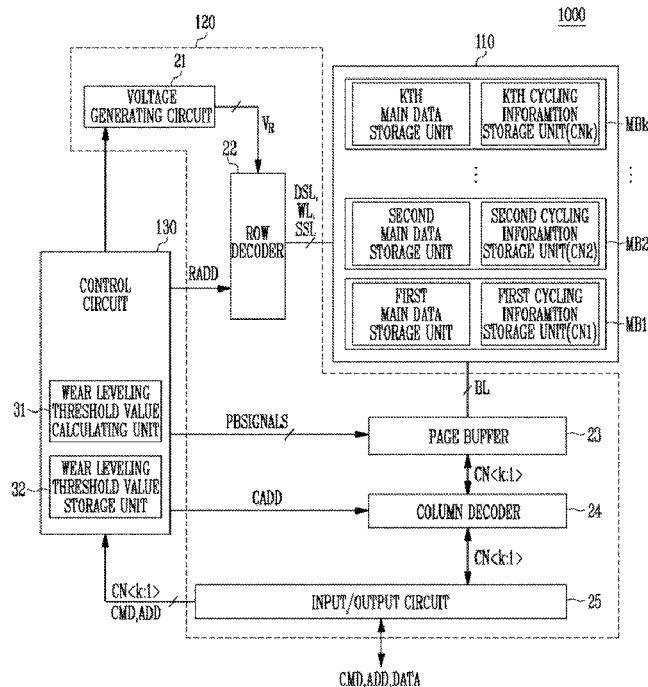 1000
120
21
VOLTAGE
GENERATING CIRCUIT
VR
22
ROW
DECODER
DSL,
WL,
SSL
110
KTH
MAIN DATA
STORAGE UNIT
KTH CYCLING
INFORAMTION
STORAGE UNIT(CNk)
MBk
...
⋮
SECOND
MAIN DATA
STORAGE UNIT
SECOND CYCLING
INFORAMTION
STORAGE UNIT(CN2)
MB2
FIRST
MAIN DATA
STORAGE UNIT
FIRST CYCLING
INFORAMTION
STORAGE UNIT(CN1)
MB1
130
CONTROL
CIRCUIT
RADD
31
WEAR LEVELING
THRESHOLD VALUE
CALCULATING UNIT
32
WEAR LEVELING
THRESHOLD VALUE
STORAGE UNIT
BL
PBSIGNALS
PAGE BUFFER
23
CN<k:1>
CADD
COLUMN DECODER
24
CN<k:1>
CN<k:1>
CMD,ADD
INPUT/OUTPUT CIRCUIT
25
CMD,ADD,DATA